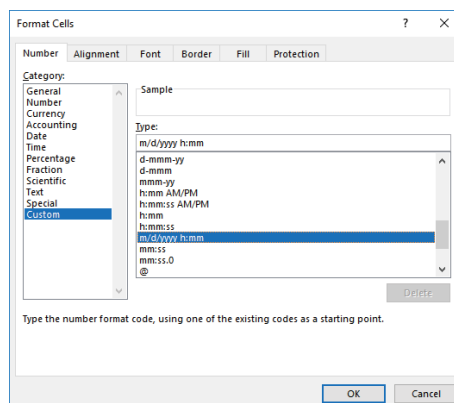 Format Cells ? ×
Number Alignment Font Border Fill Protection
Category:
General
Number
Currency
Accounting
Date
Time
Percentage
Fraction
Scientific
Text
Special
Custom
Sample
Type:
m/d/yyyy h:mm
d-mmm-yy
d-mmm
mmm-yy
h:mm AM/PM
h:mm:ss AM/PM
h:mm
h:mm:ss
m/d/yyyy h:mm
mm:ss
mm:ss.0
@
Delete
Type the number format code, using one of the existing codes as a starting point.
OK Cancel